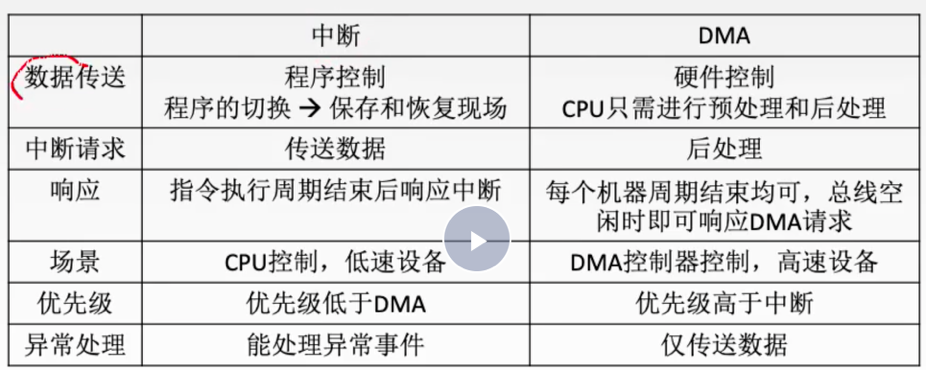 中断
DMA
数据传送
程序控制
程序的切换 → 保存和恢复现场
硬件控制
CPU只需进行预处理和后处理
中断请求
传送数据
后处理
响应
指令执行周期结束后响应中断
每个机器周期结束均可，总线空
闲时即可响应DMA请求
场景
CPU控制，低速设备
DMA控制器控制，高速设备
优先级
优先级低于DMA
优先级高于中断
异常处理
能处理异常事件
仅传送数据